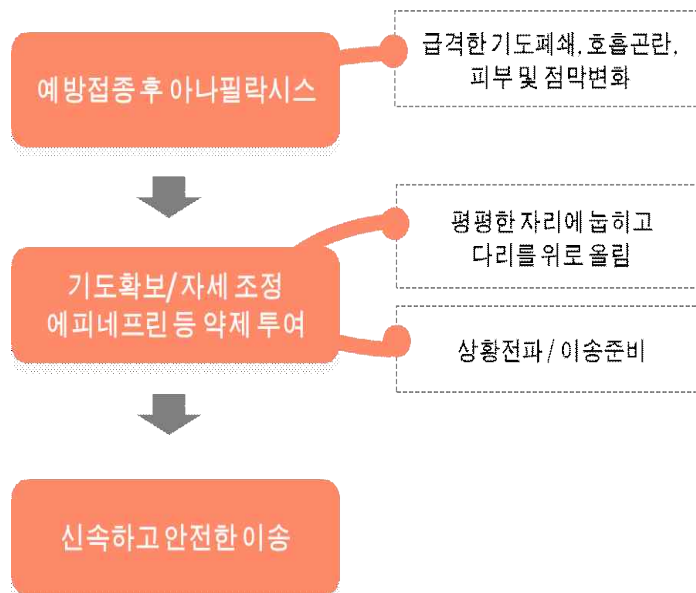 예방접종 후 아나필락시스
급격한 기도폐쇄, 호흡곤란,
피부 및 점막변화
기도확보/ 자세 조정
에피네프린 등 약제 투여
평평한 자리에 눕히고
다리를 위로 올림
상황전파 / 이송준비
신속하고 안전한 이송